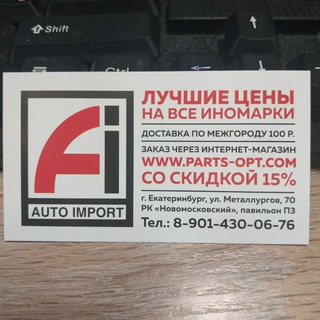 Shift
Ctrl
ЛУЧШИЕ ЦЕНЫ
НА ВСЕ ИНОМАРКИ
ДОСТАВКА ПО МЕЖГОРОДУ 100 Р.
ЗАКАЗ ЧЕРЕЗ ИНТЕРНЕТ-МАГАЗИН
WWW.PARTS-OPT.COM
СО СКИДКОЙ 15%
г. Екатеринбург, ул. Металлургов, 70
РК «Новомосковский», павильон П3
Тел.: 8-901-430-06-76
Ai
AUTO IMPORT